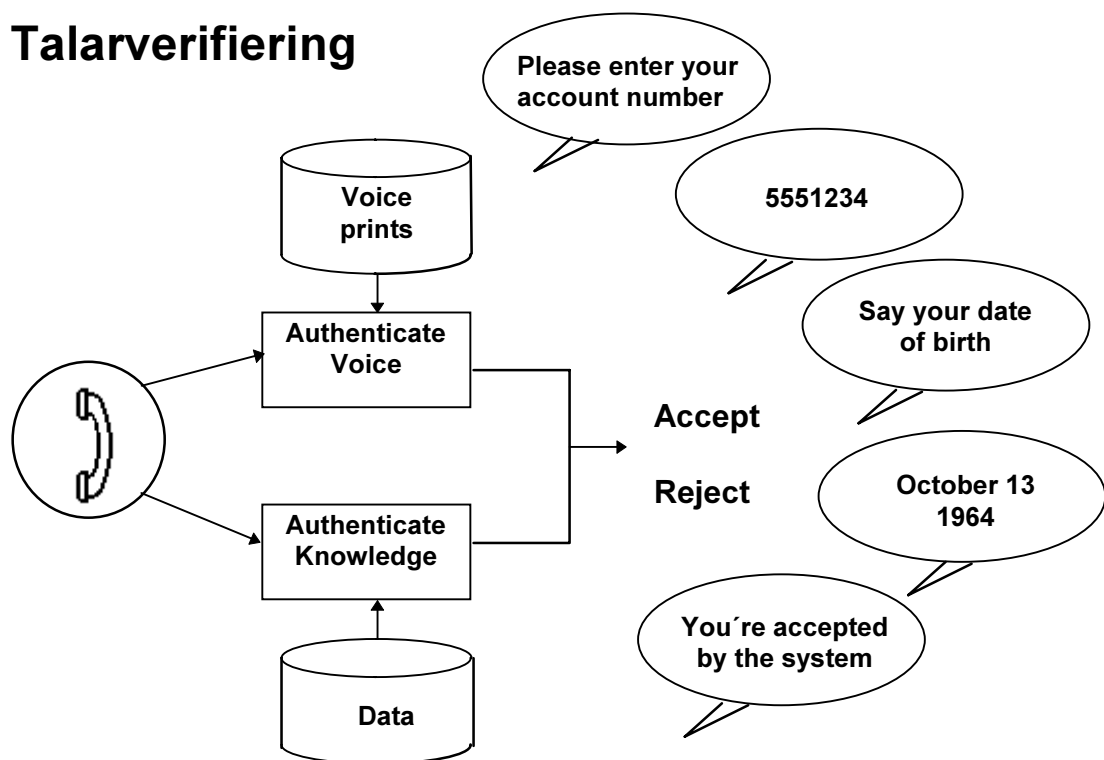 Talarverifiering
Please enter your
account number
Voice
prints
5551234
Say your date
of birth
Authenticate
Voice
Accept
Reject
October 13
1964
Authenticate
Knowledge
You´re accepted
by the system
Data